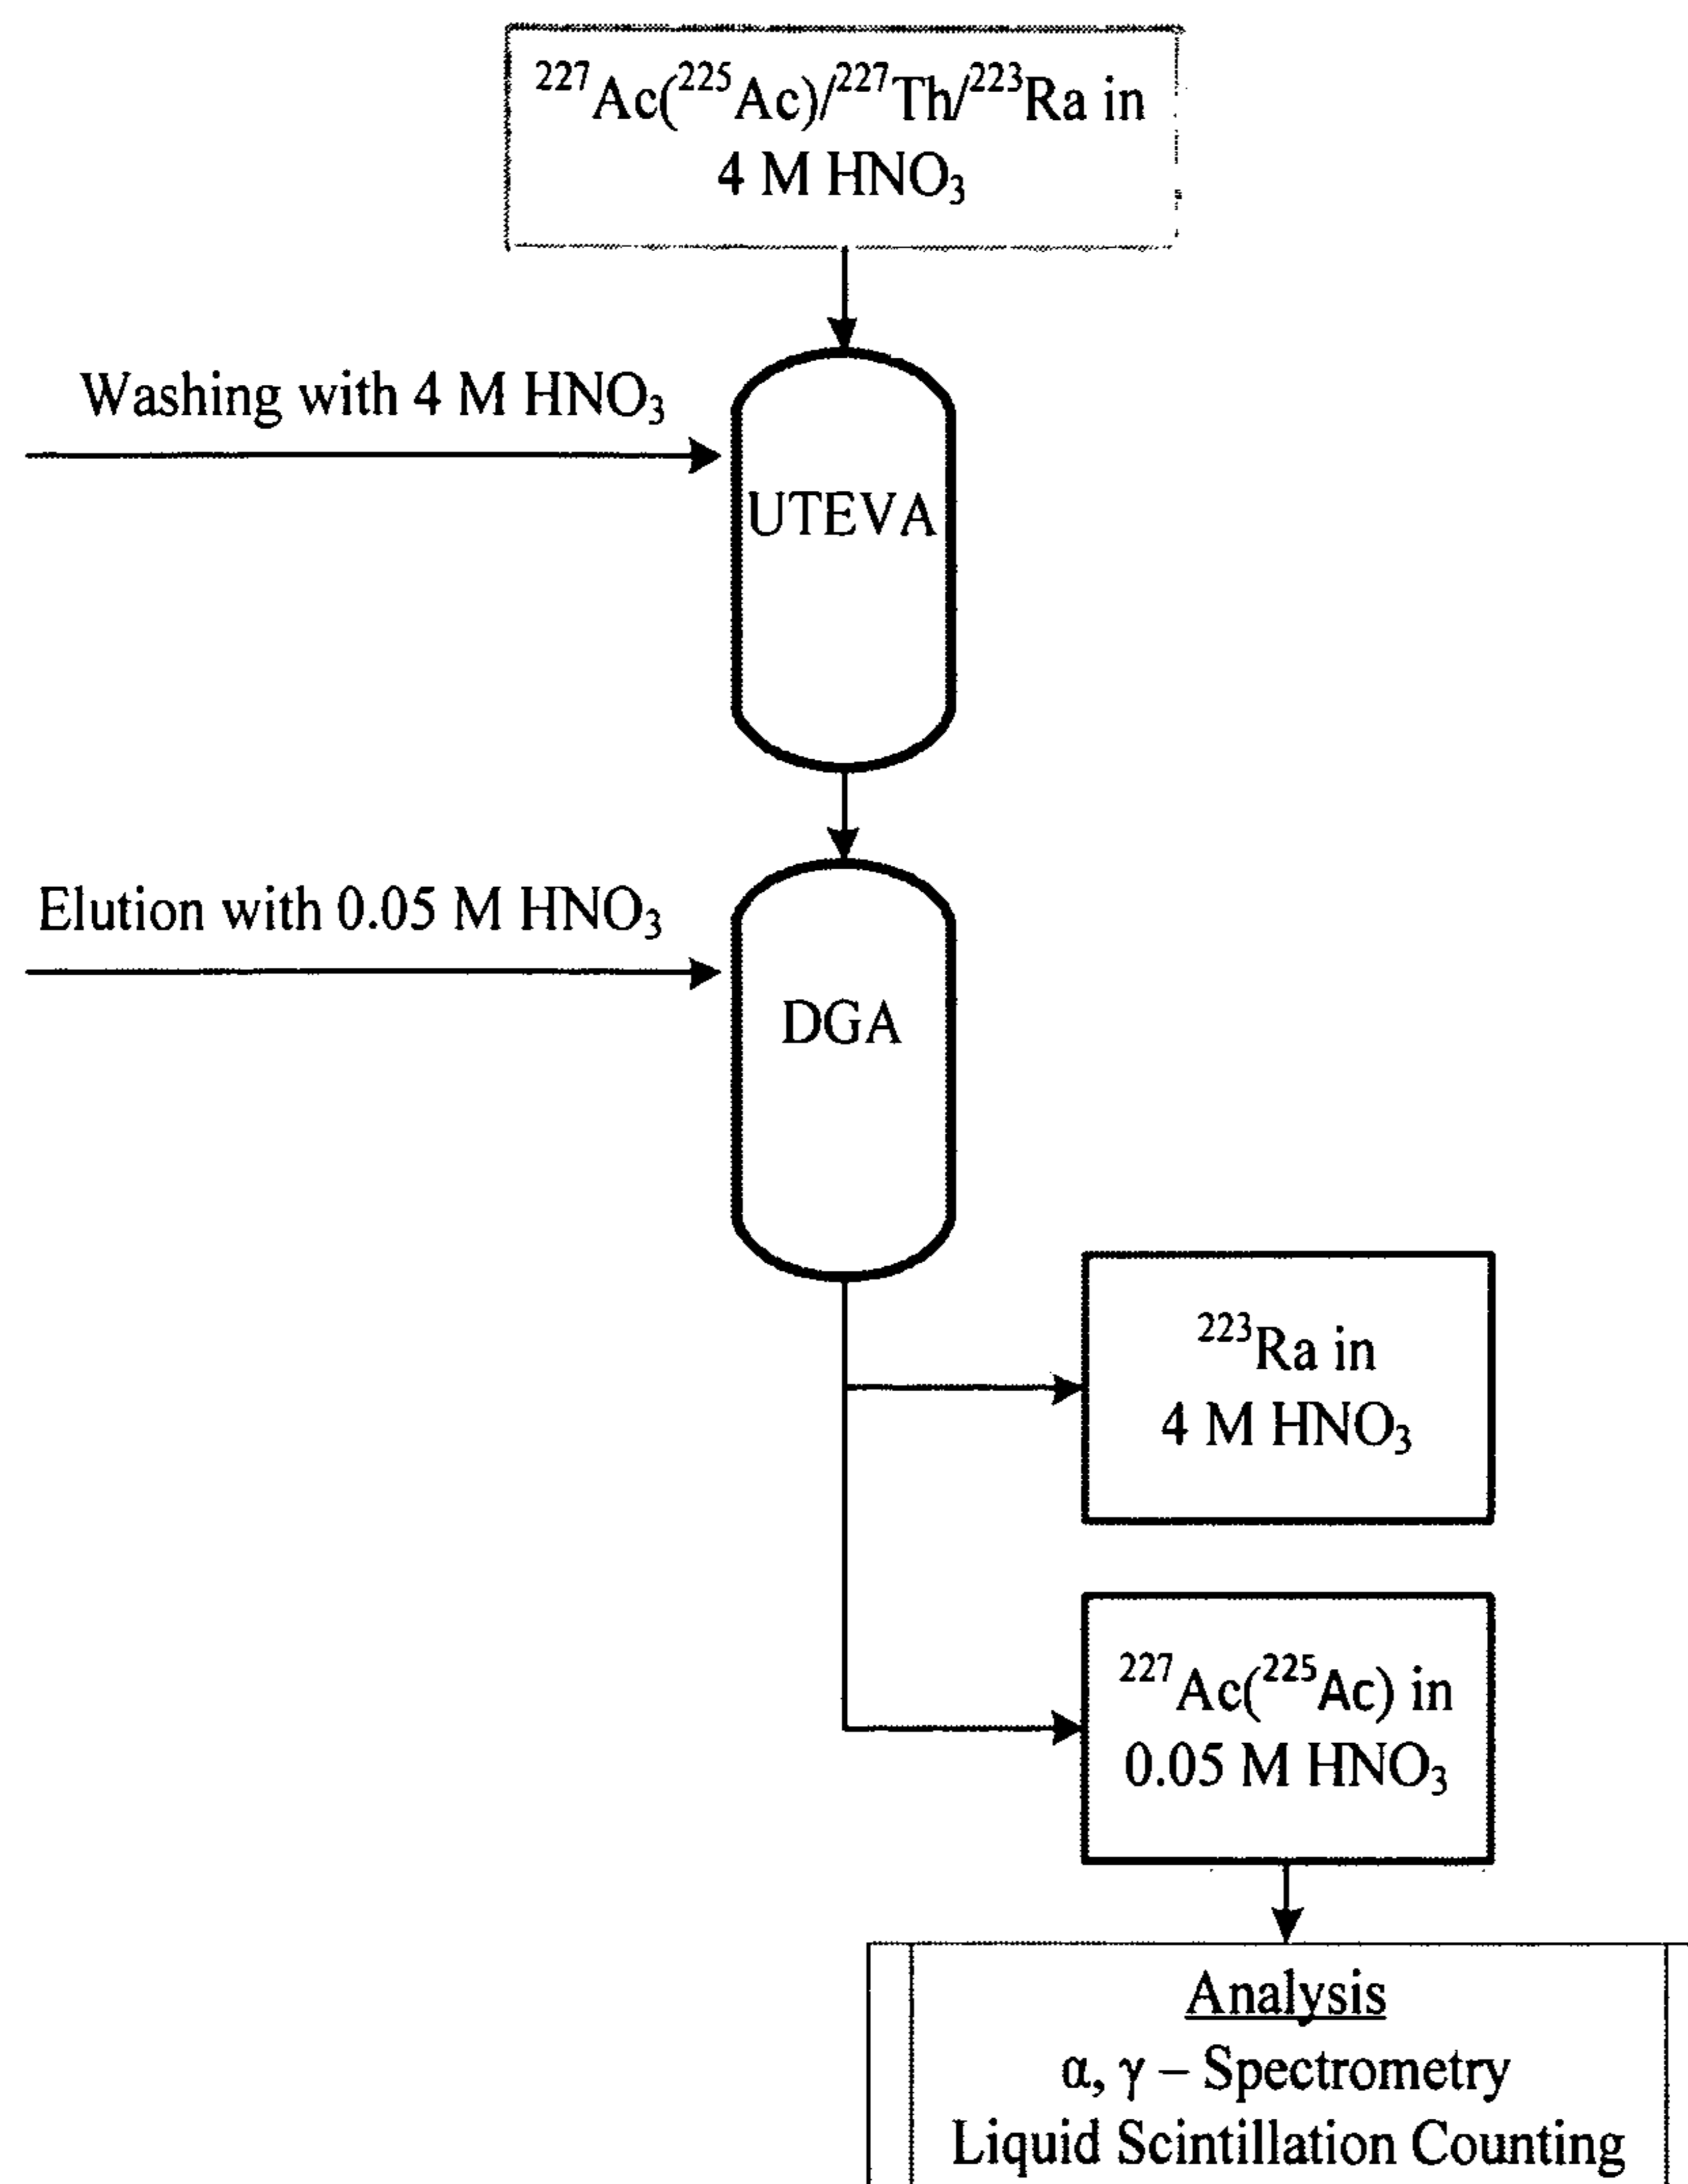 ²²⁷Ac(²²⁵Ac)/²²⁷Th/²²³Ra in
4 M HNO₃
Washing with 4 M HNO₃
UTEVA
Elution with 0.05 M HNO₃
DGA
²²³Ra in
4 M HNO₃
²²⁷Ac(²²⁵Ac) in
0.05 M HNO₃
Analysis
α, γ – Spectrometry
Liquid Scintillation Counting